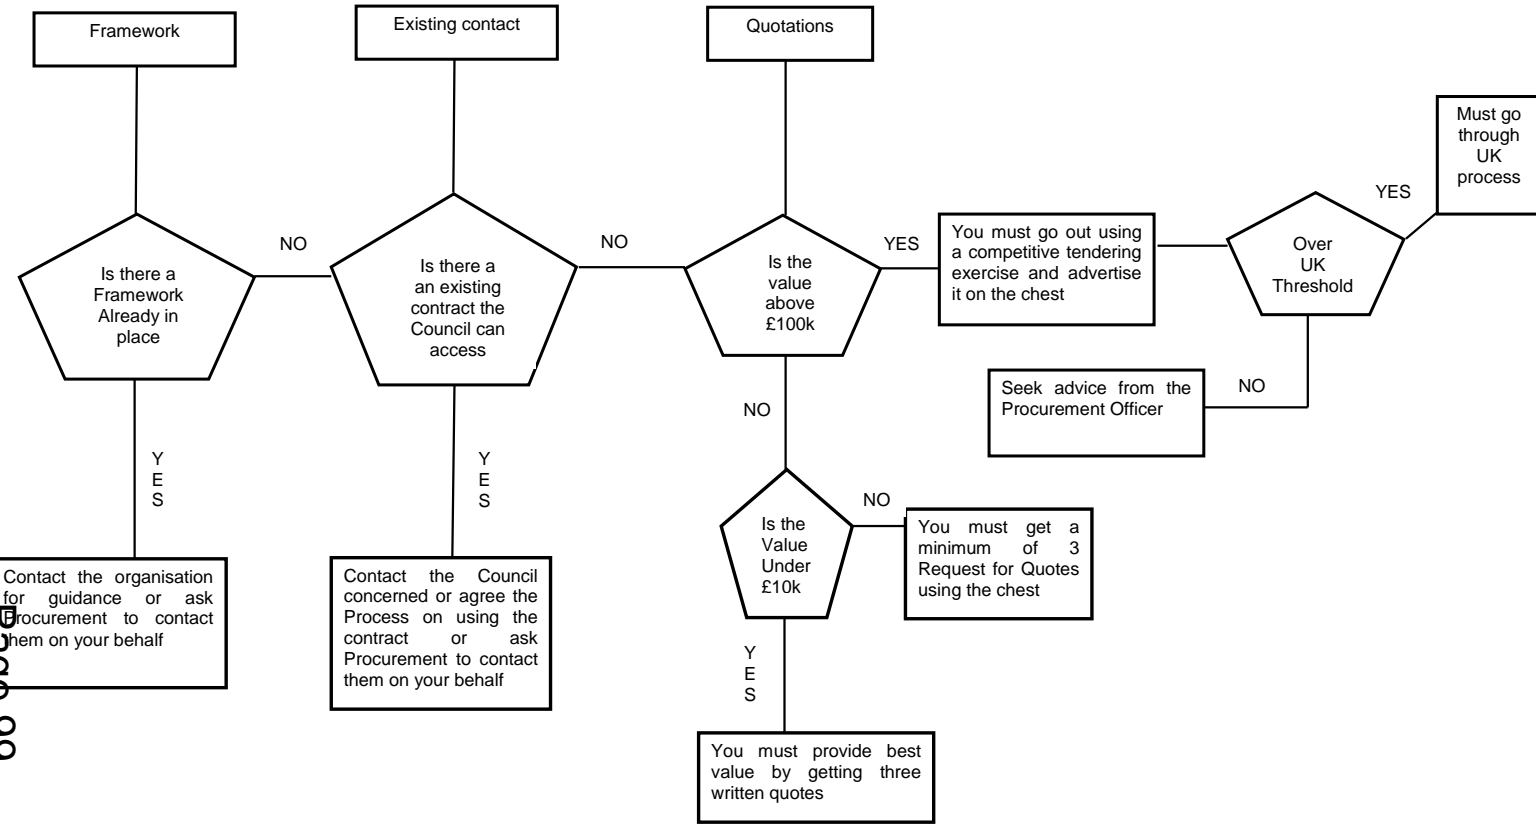 Framework
Existing contact
Quotations
Must go
through
UK
process
YES
Is there a
Framework
Already in
place
NO
Is there a
an existing
contract the
Council can
access
NO
Is the
value
above
£100k
YES
You must go out using
a competitive tendering
exercise and advertise
it on the chest
Over
UK
Threshold
NO
Seek advice from the
Procurement Officer
NO
Y
E
S
Y
E
S
Is the
Value
Under
£10k
NO
You must get a
minimum of 3
Request for Quotes
using the chest
Contact the organisation
for guidance or ask
Procurement to contact
them on your behalf
Contact the Council
concerned or agree the
Process on using the
contract or ask
Procurement to contact
them on your behalf
Y
E
S
You must provide best
value by getting three
written quotes